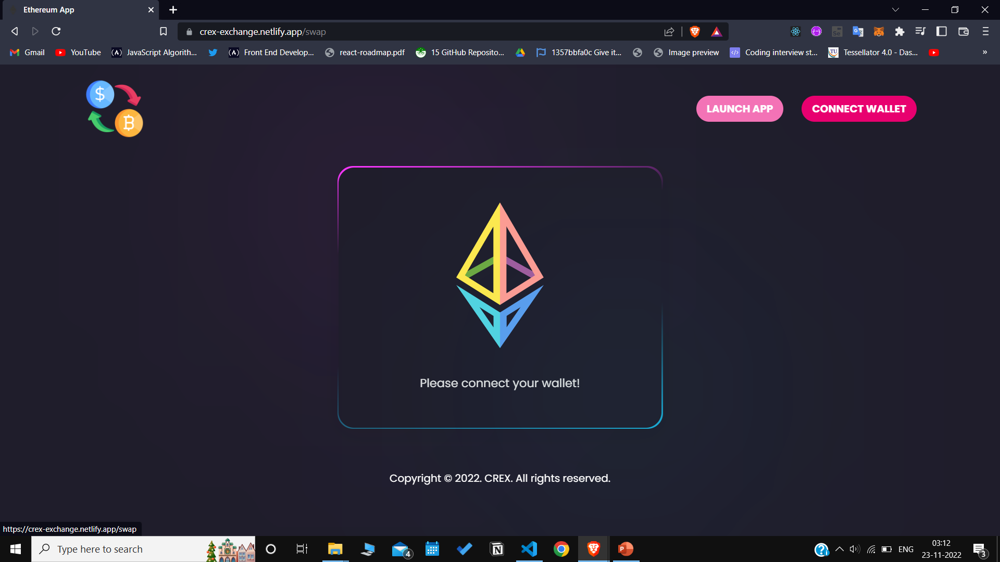 Ethereum App
crex-exchange.netlify.app/swap
Gmail
YouTube
JavaScript Algorith...
Front End Develop...
react-roadmap.pdf
15 GitHub Reposito...
1357bbfa0c Give it...
Image preview
Coding interview st...
TU
Tessellator 4.0 - Das...
»
$
B
LAUNCH APP
CONNECT WALLET
Please connect your wallet!
Copyright © 2022. CREX. All rights reserved.
https://crex-exchange.netlify.app/swap
Type here to search
4
ENG
03:12
23-11-2022
3